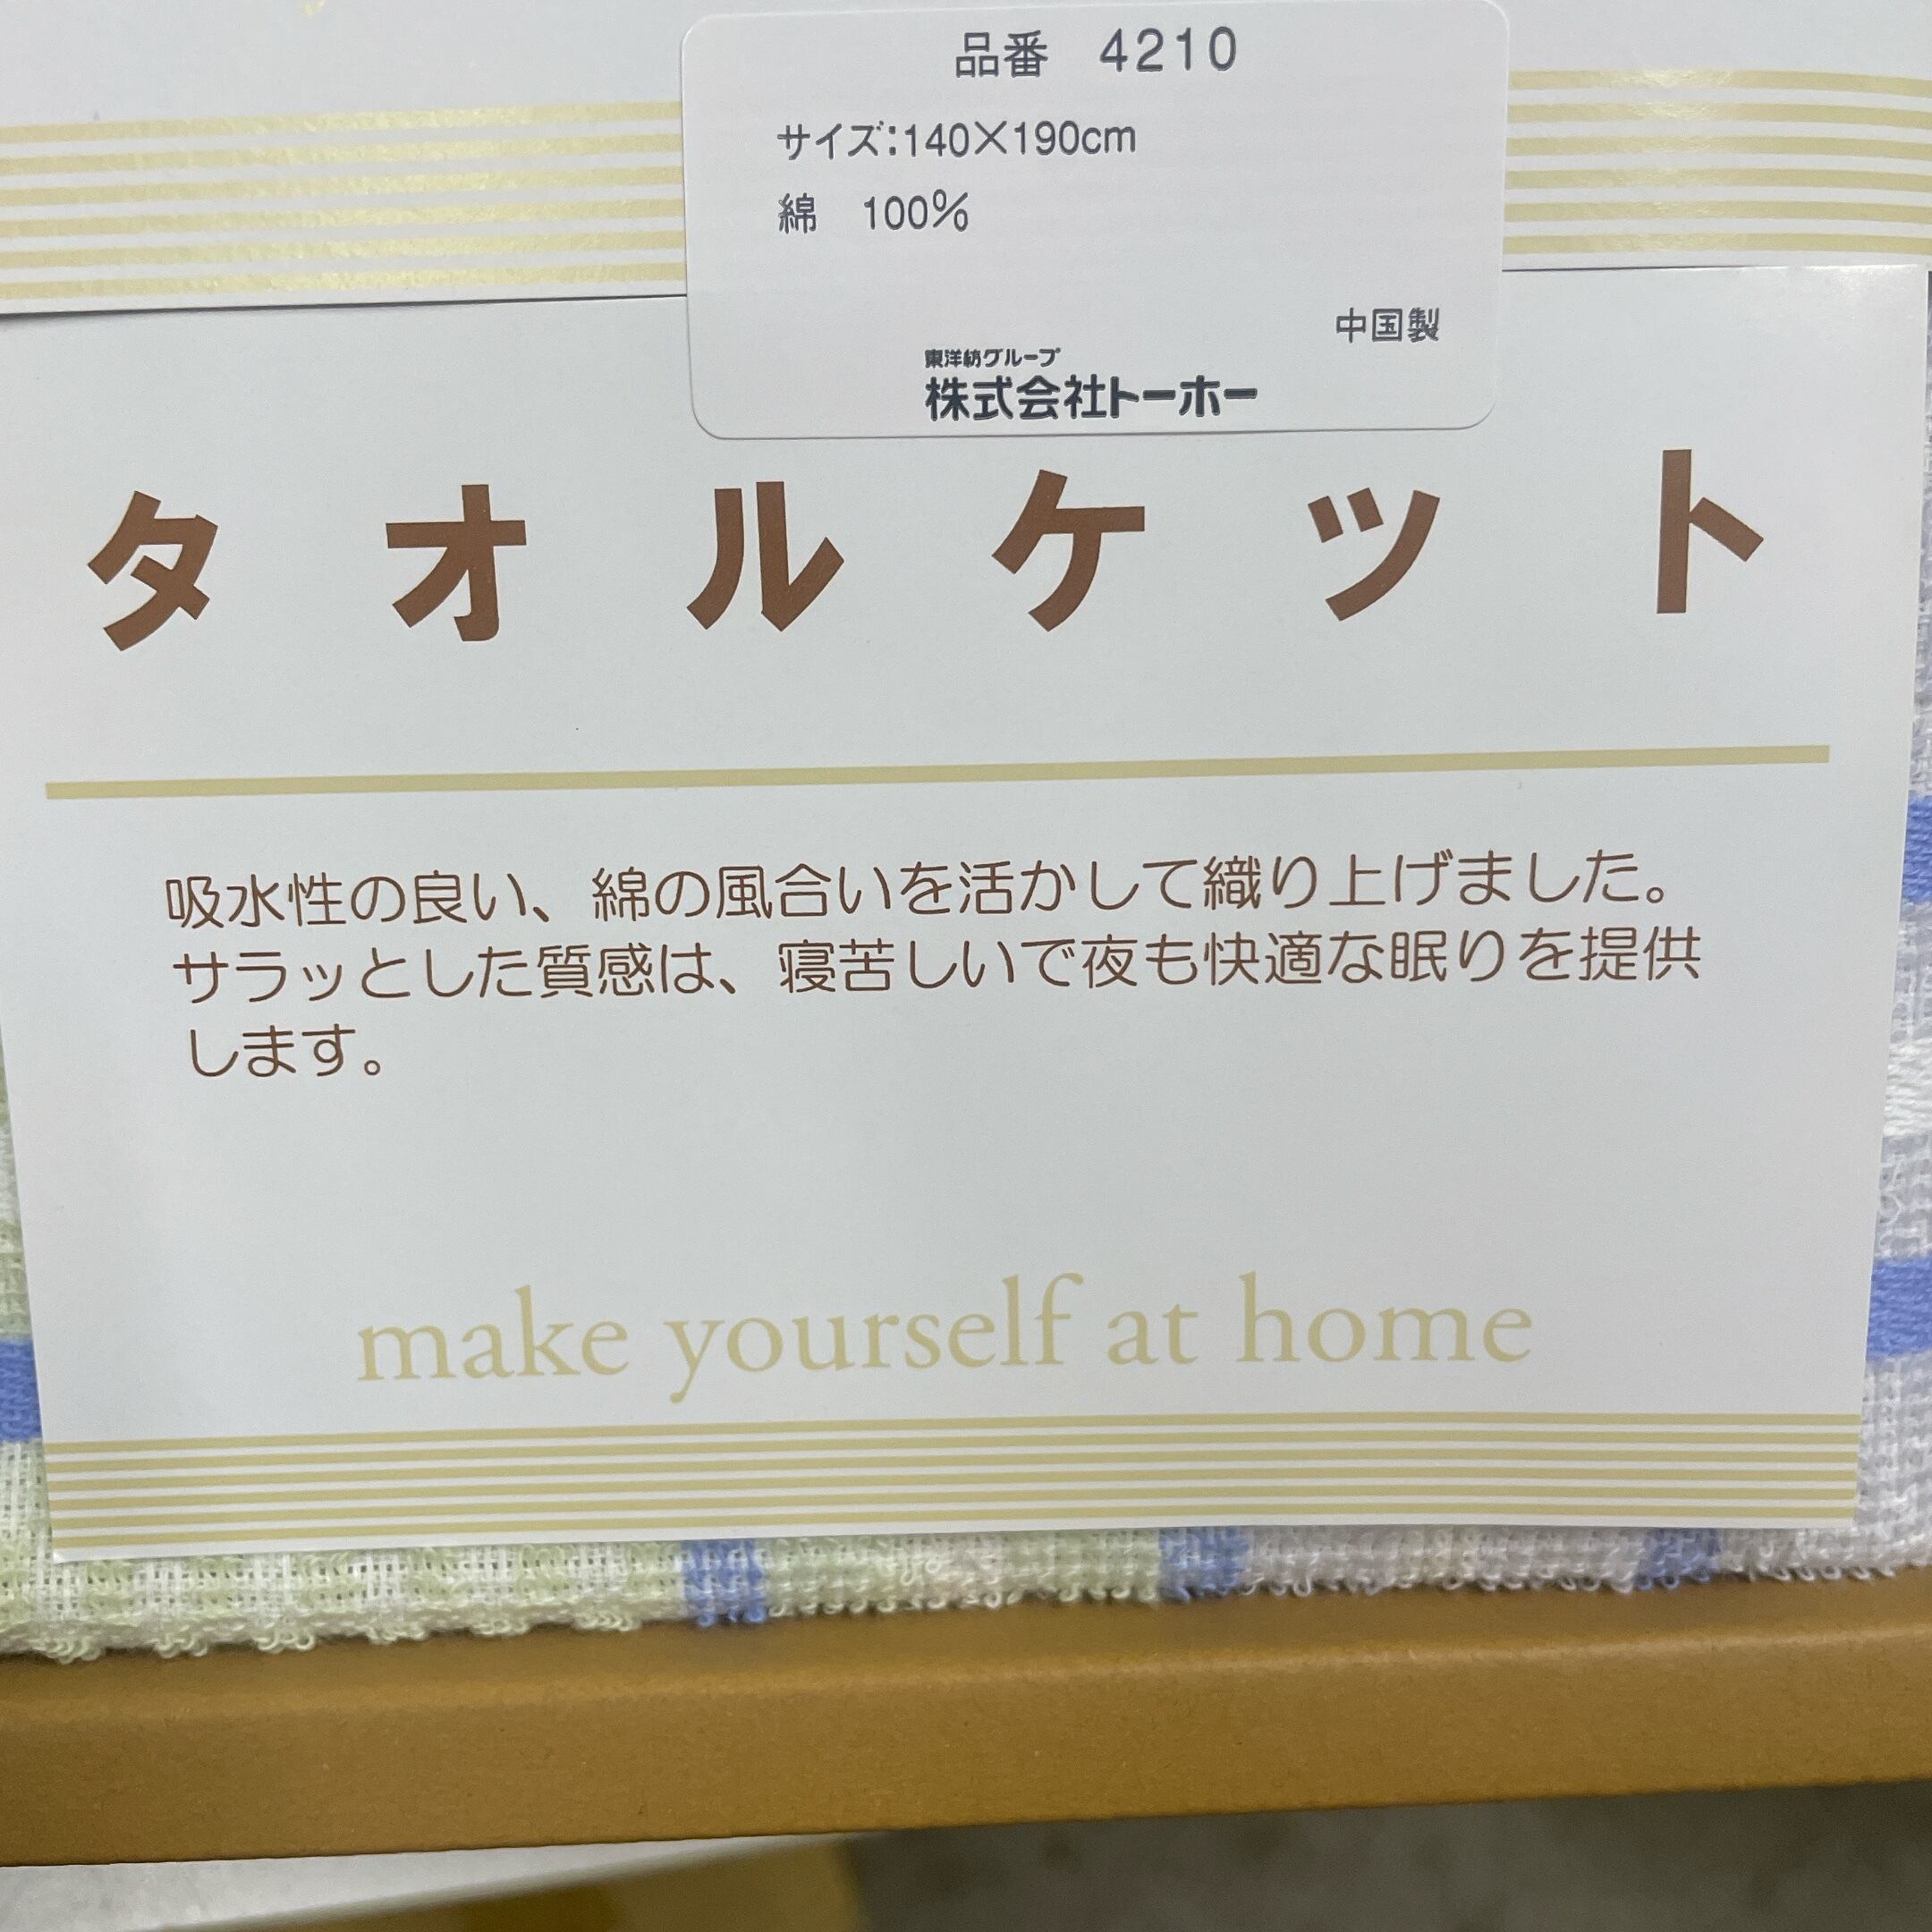 品番　4210
サイズ:140×190cm
綿　100%
中国製
東洋紡グループ
株式会社トーホー
タオルケット
吸水性の良い、綿の風合いを活かして織り上げました。
サラッとした質感は、寝苦しいで夜も快適な眠りを提供
します。
make yourself at home